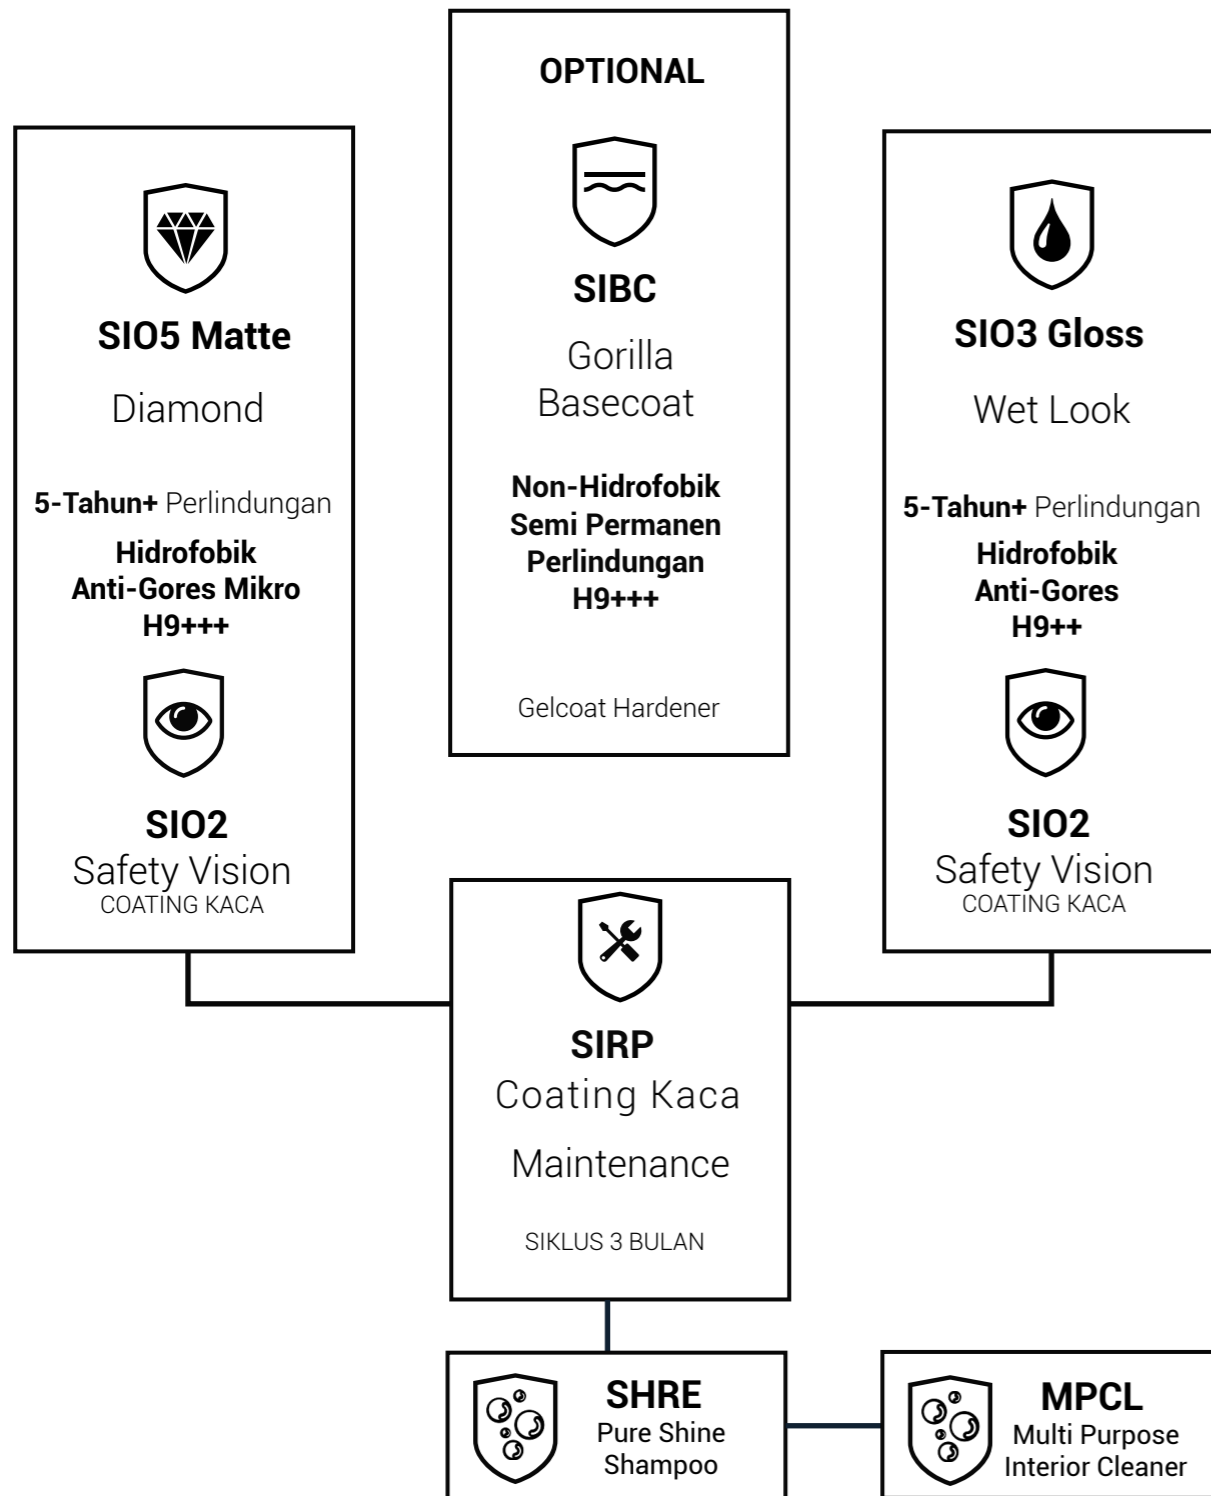 OPTIONAL
SIBC
Gorilla
Basecoat
Non-Hidrofobik
Semi Permanen
Perlindungan
H9+++
Gelcoat Hardener
SIO5 Matte
Diamond
5-Tahun+ Perlindungan
Hidrofobik
Anti-Gores Mikro
H9+++
SIO2
Safety Vision
COATING KACA
SIO3 Gloss
Wet Look
5-Tahun+ Perlindungan
Hidrofobik
Anti-Gores
H9++
SIO2
Safety Vision
COATING KACA
SIRP
Coating Kaca
Maintenance
SIKLUS 3 BULAN
SHRE
Pure Shine
Shampoo
MPCL
Multi Purpose
Interior Cleaner